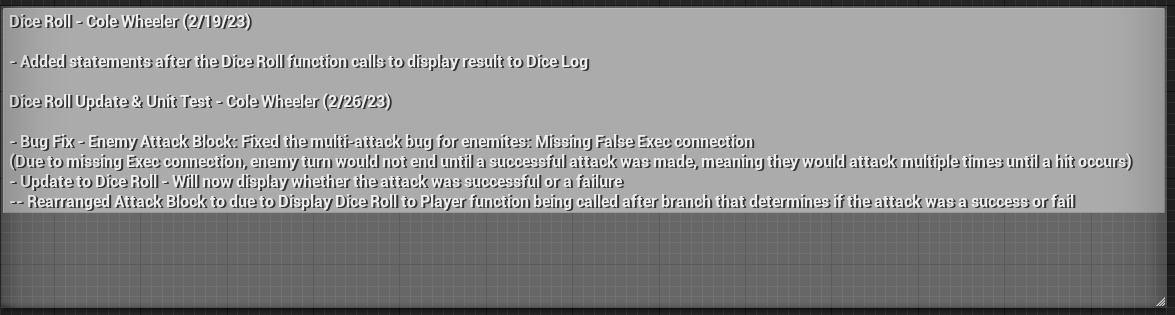 Dice Roll - Cole Wheeler (2/19/23)
- Added statements after the Dice Roll function calls to display result to Dice Log
Dice Roll Update & Unit Test - Cole Wheeler (2/26/23)
- Bug Fix - Enemy Attack Block: Fixed the multi-attack bug for enemites: Missing False Exec connection
(Due to missing Exec connection, enemy turn would not end until a successful attack was made, meaning they would attack multiple times until a hit occurs)
- Update to Dice Roll - Will now display whether the attack was successful or a failure
-- Rearranged Attack Block to due to Display Dice Roll to Player function being called after branch that determines if the attack was a success or fail